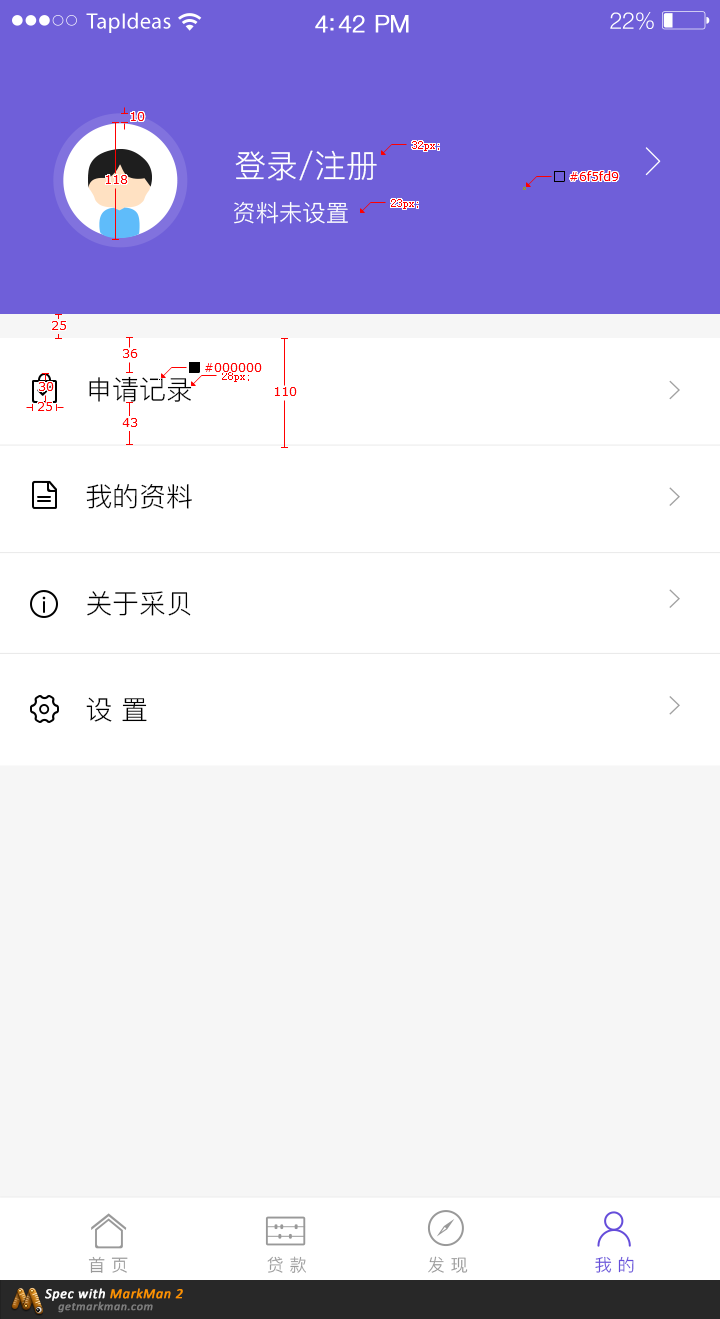 TapIdeas 4:42 PM 22%
10
登录/注册 32px;
118
#6f5fd9
资料未设置 23px;
25
36
#000000
28px;
30 申请记录 110
25
43
我的资料
关于采贝
设 置
首 页 贷 款 发 现 我 的
Spec with MarkMan 2
getmarkman.com